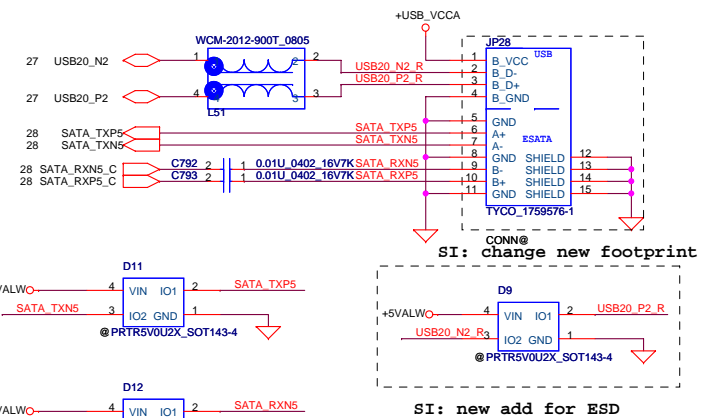 +USB_VCCA
WCM-2012-900T_0805
JP28
USB
27 USB20_N2 1 2 USB20_N2_R 1 B_VCC
2 B_D-
USB20_P2_R 3 B_D+
27 USB20_P2 4 3 4 B_GND
L51
5 GND
28 SATA_TXP5 SATA_TXP5 6 A+ ESATA
28 SATA_TXN5 SATA_TXN5 7 A-
8 GND SHIELD 12
28 SATA_RXN5_C C792 2 1 0.01U_0402_16V7K SATA_RXN5 9 B- SHIELD 13
28 SATA_RXP5_C C793 2 1 0.01U_0402_16V7K SATA_RXP5 10 B+ SHIELD 14
11 GND SHIELD 15
TYCO_1759576-1
CONN@
SI: change new footprint
D11
VALW 4 VIN IO1 2 SATA_TXP5
SATA_TXN5 3 IO2 GND 1
@PRTR5V0U2X_SOT143-4
D9
+5VALW 4 VIN IO1 2 USB20_P2_R
USB20_N2_R 3 IO2 GND 1
@PRTR5V0U2X_SOT143-4
D12
VALW 4 VIN IO1 2 SATA_RXN5
SI: new add for ESD